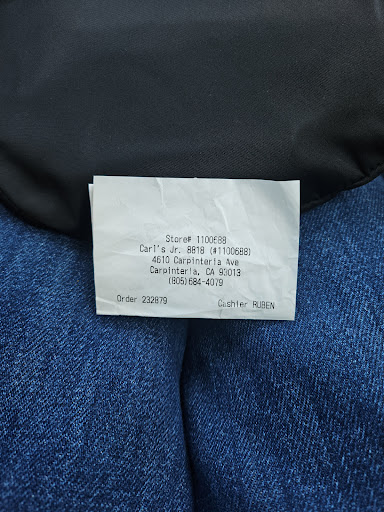 Store# 1100688
Carl's Jr. 8818 (#1100688)
4610 Carpinteria Ave
Carpinteria, CA 93013
(805)684-4079
Order 232879 Cashier RUBEN